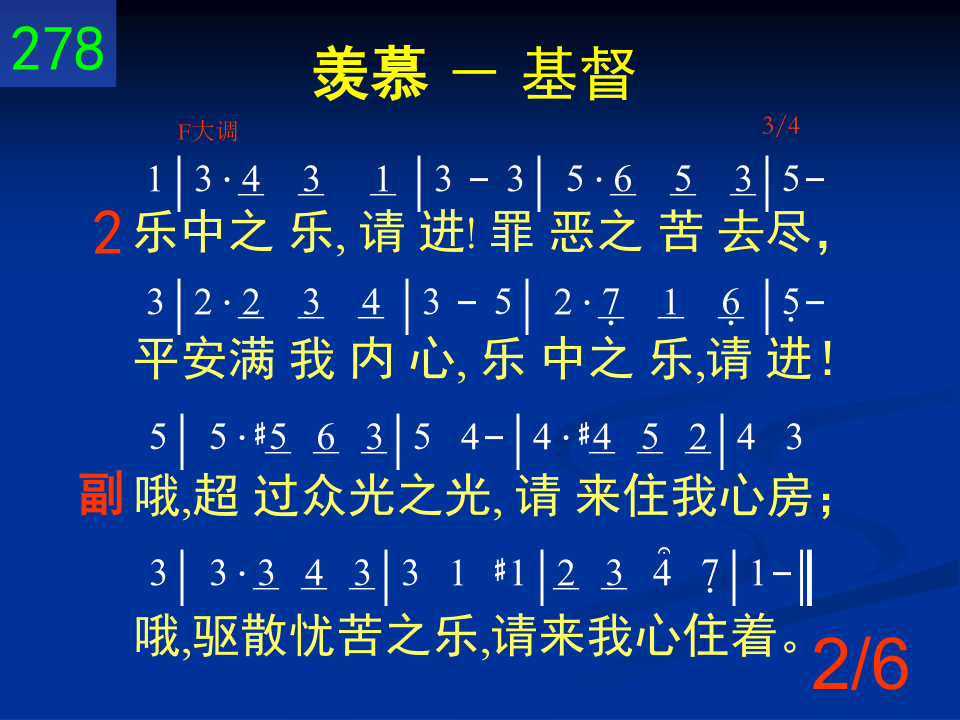 278
羡慕 － 基督
F大调 3/4
1|3·4 3 1|3 - 3|5·6 5 3|5-
2 乐中之 乐, 请 进! 罪 恶之 苦 去尽，
3|2·2 3 4|3 - 5|2·7̣ 1 6̣|5̣-
平安满 我 内 心, 乐 中之 乐,请 进！
5|5·#5 6 3|5 4-|4·#4 5 2|4 3
副 哦,超 过众光之光, 请 来住我心房；
3|3·3 4 3|3 1 #1|2 3 4 7̣|1-‖
哦,驱散忧苦之乐,请来我心住着。
2/6